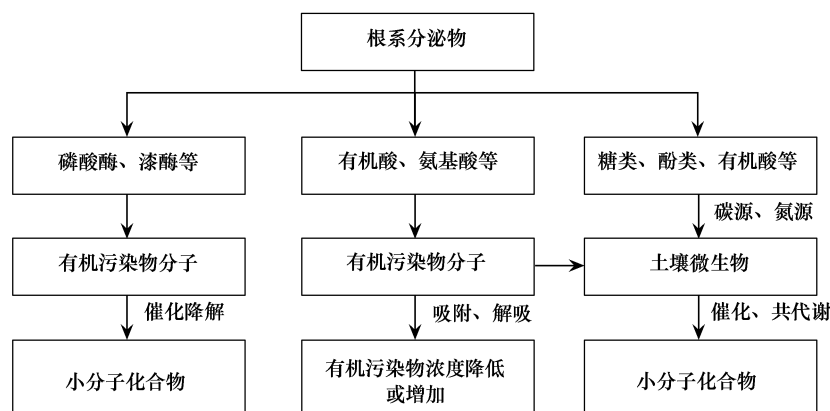 根系分泌物
磷酸酶、漆酶等
有机酸、氨基酸等
糖类、酚类、有机酸等
碳源、氮源
有机污染物分子
有机污染物分子
土壤微生物
催化降解
吸附、解吸
催化、共代谢
小分子化合物
有机污染物浓度降低
或增加
小分子化合物